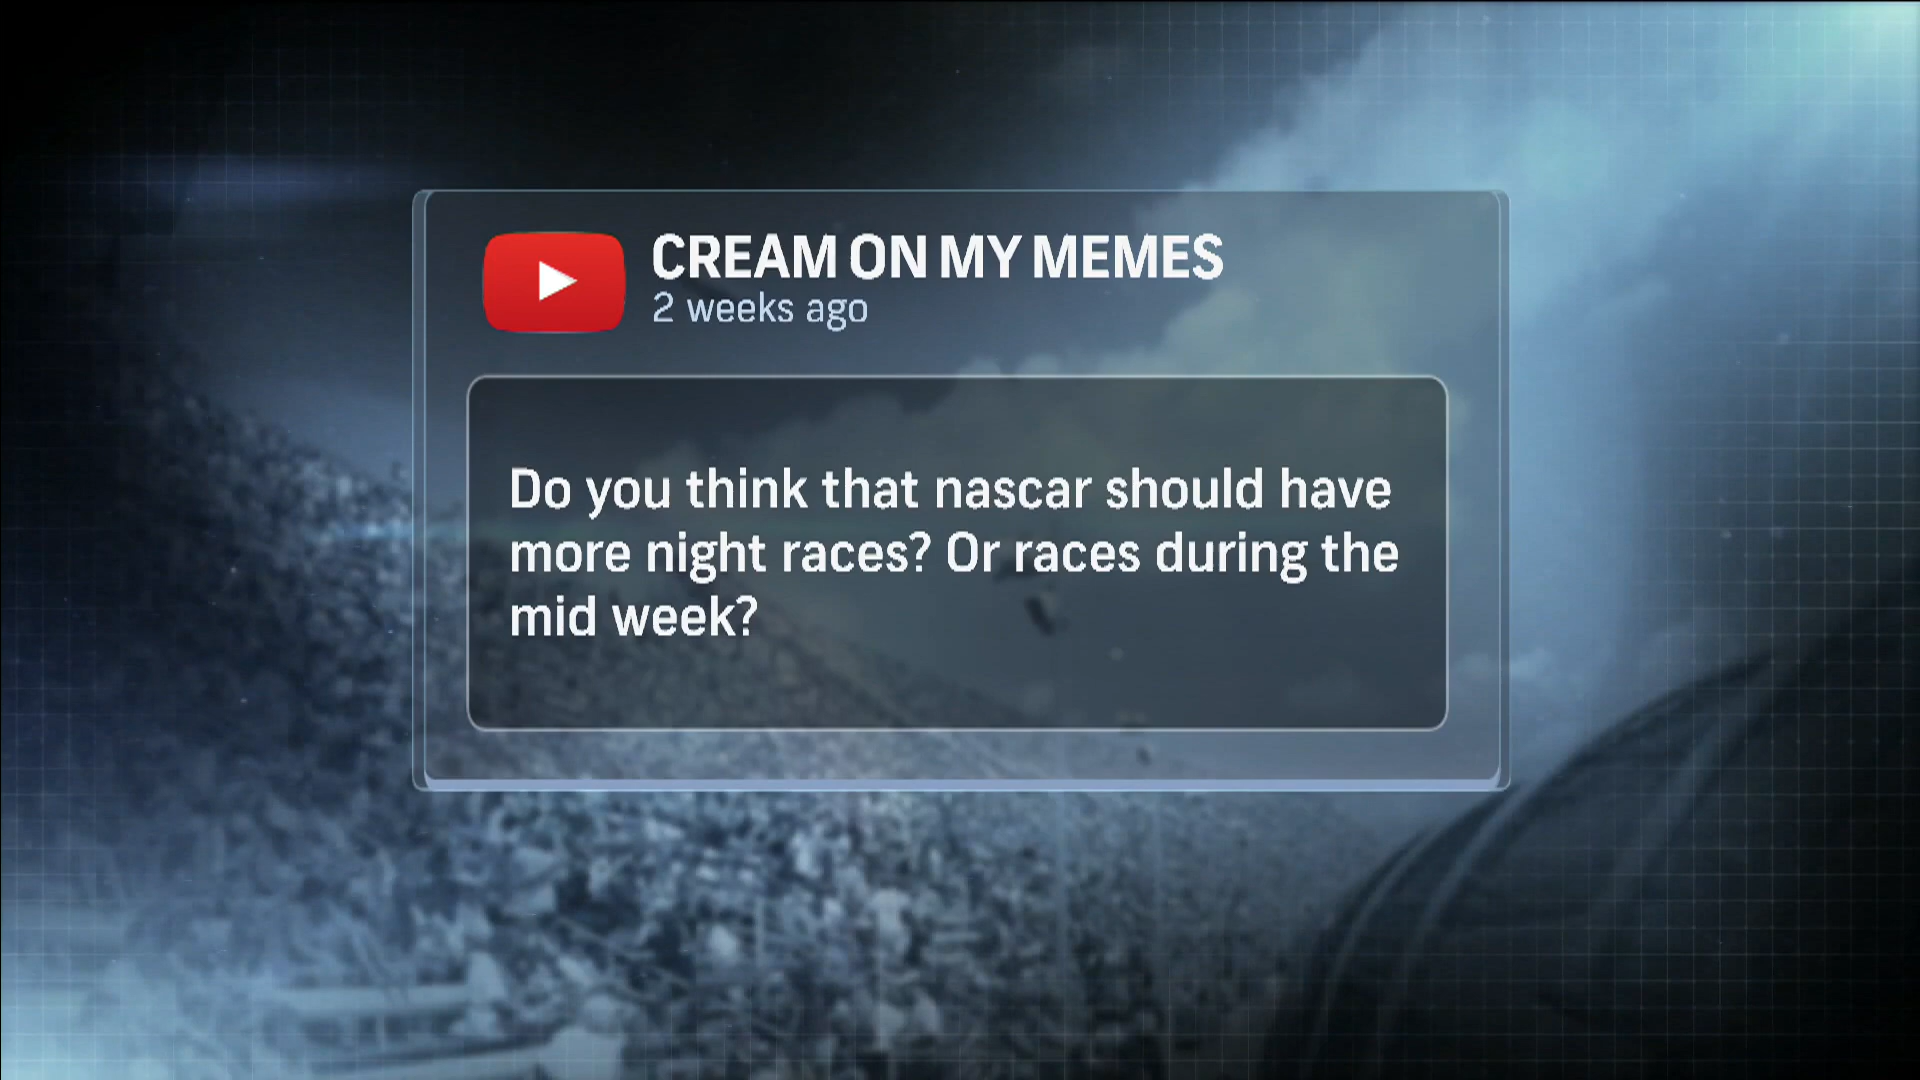 CREAM ON MY MEMES
2 weeks ago
Do you think that nascar should have
more night races? Or races during the
mid week?